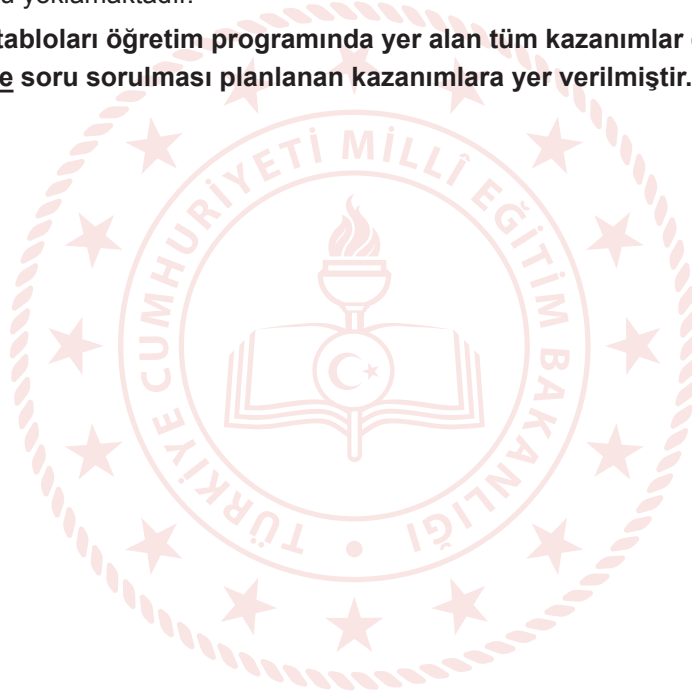 yoklamaktadır.
tabloları öğretim programında yer alan tüm kazanımlar
soru sorulması planlanan kazanımlara yer verilmiştir.
TÜRKİYE CUMHURİYETİ MİLLÎ EĞİTİM BAKANLIĞI